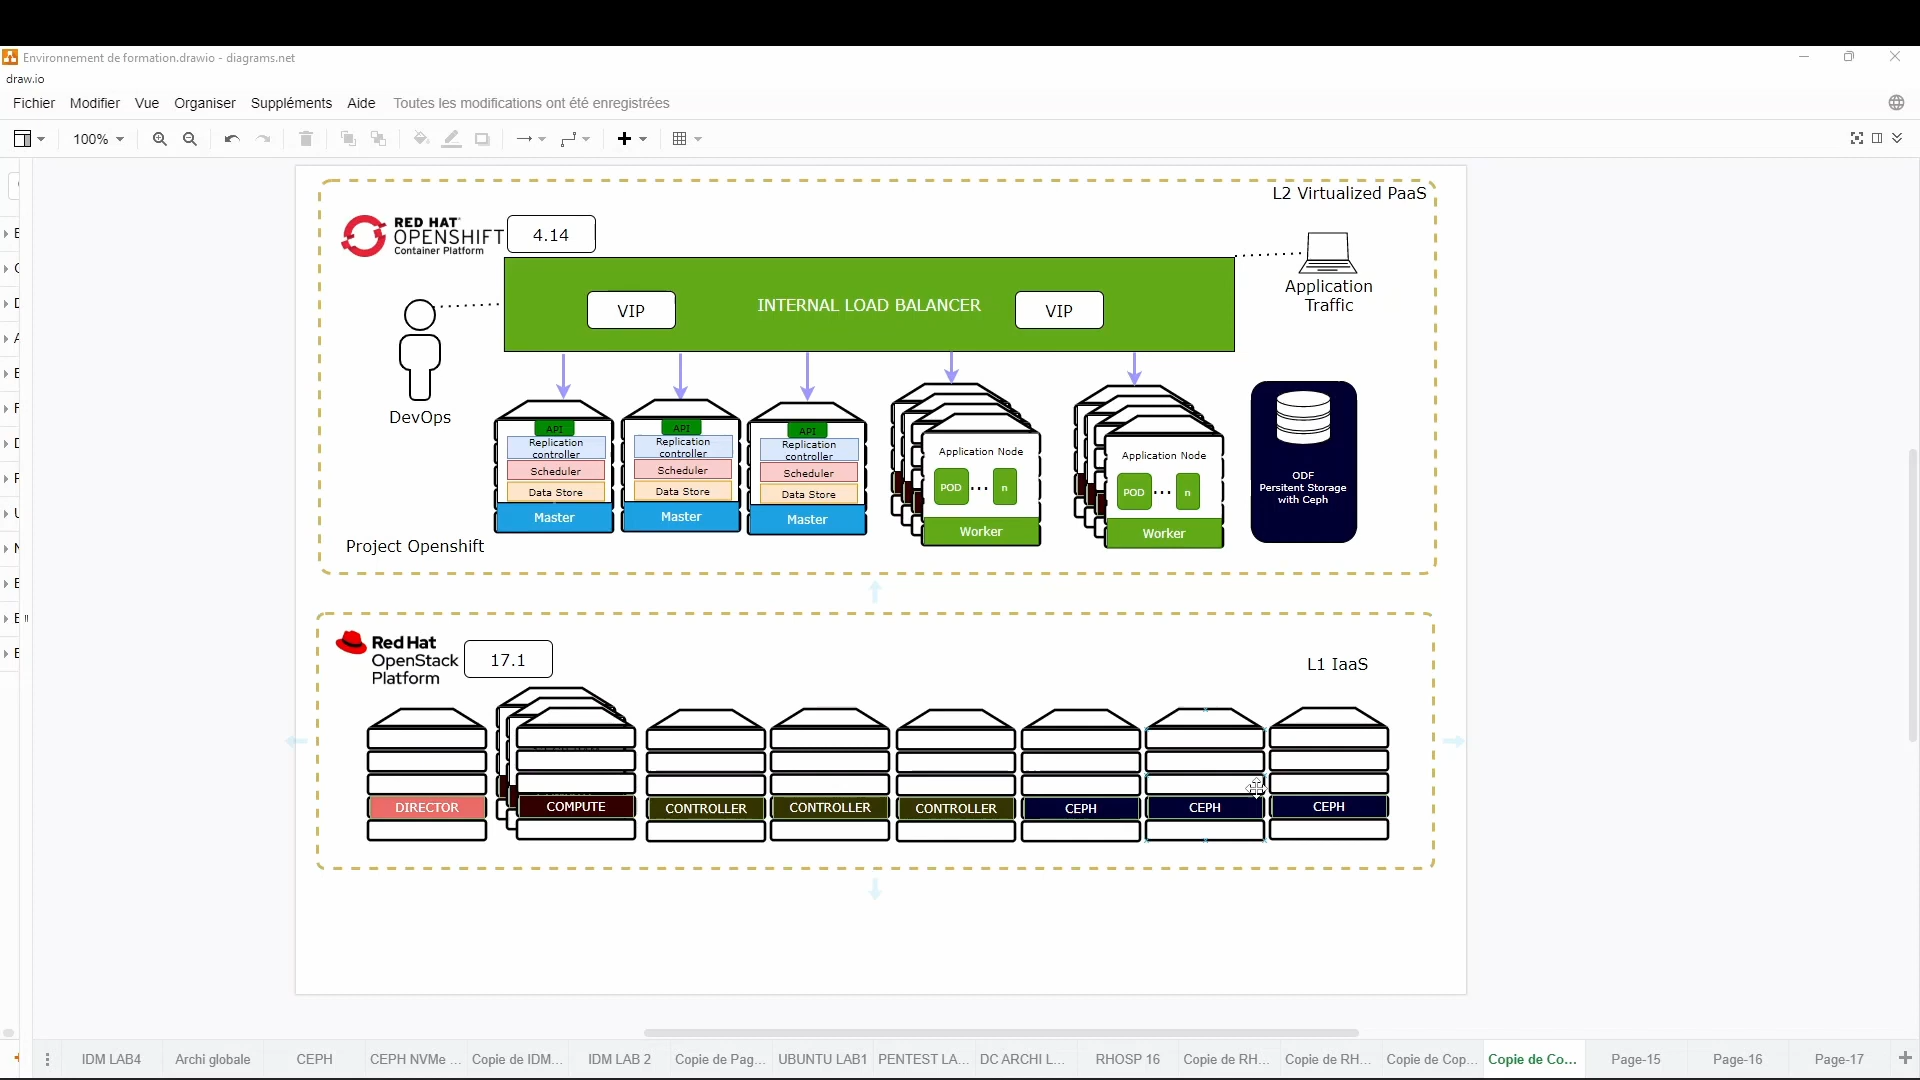 Environnement de formation.drawio - diagrams.net
draw.io
Fichier Modifier Vue Organiser Suppléments Aide Toutes les modifications ont été enregistrées
100%
L2 Virtualized PaaS
RED HAT
OPENSHIFT
Container Platform
4.14
VIP
INTERNAL LOAD BALANCER
VIP
Application
Traffic
DevOps
API
Replication
controller
Scheduler
Data Store
Master
API
Replication
controller
Scheduler
Data Store
Master
API
Replication
controller
Scheduler
Data Store
Master
Application Node
POD ... n
Worker
Application Node
POD ... n
Worker
ODF
Persitent Storage
with Ceph
Project Openshift
Red Hat
OpenStack
Platform
17.1
L1 IaaS
DIRECTOR
COMPUTE
CONTROLLER
CONTROLLER
CONTROLLER
CEPH
CEPH
CEPH
IDM LAB4 Archi globale CEPH CEPH NVMe ... Copie de IDM... IDM LAB 2 Copie de Pag... UBUNTU LAB1 PENTEST LA... DC ARCHI L... RHOSP 16 Copie de RH... Copie de RH... Copie de Cop... Copie de Co... Page-15 Page-16 Page-17